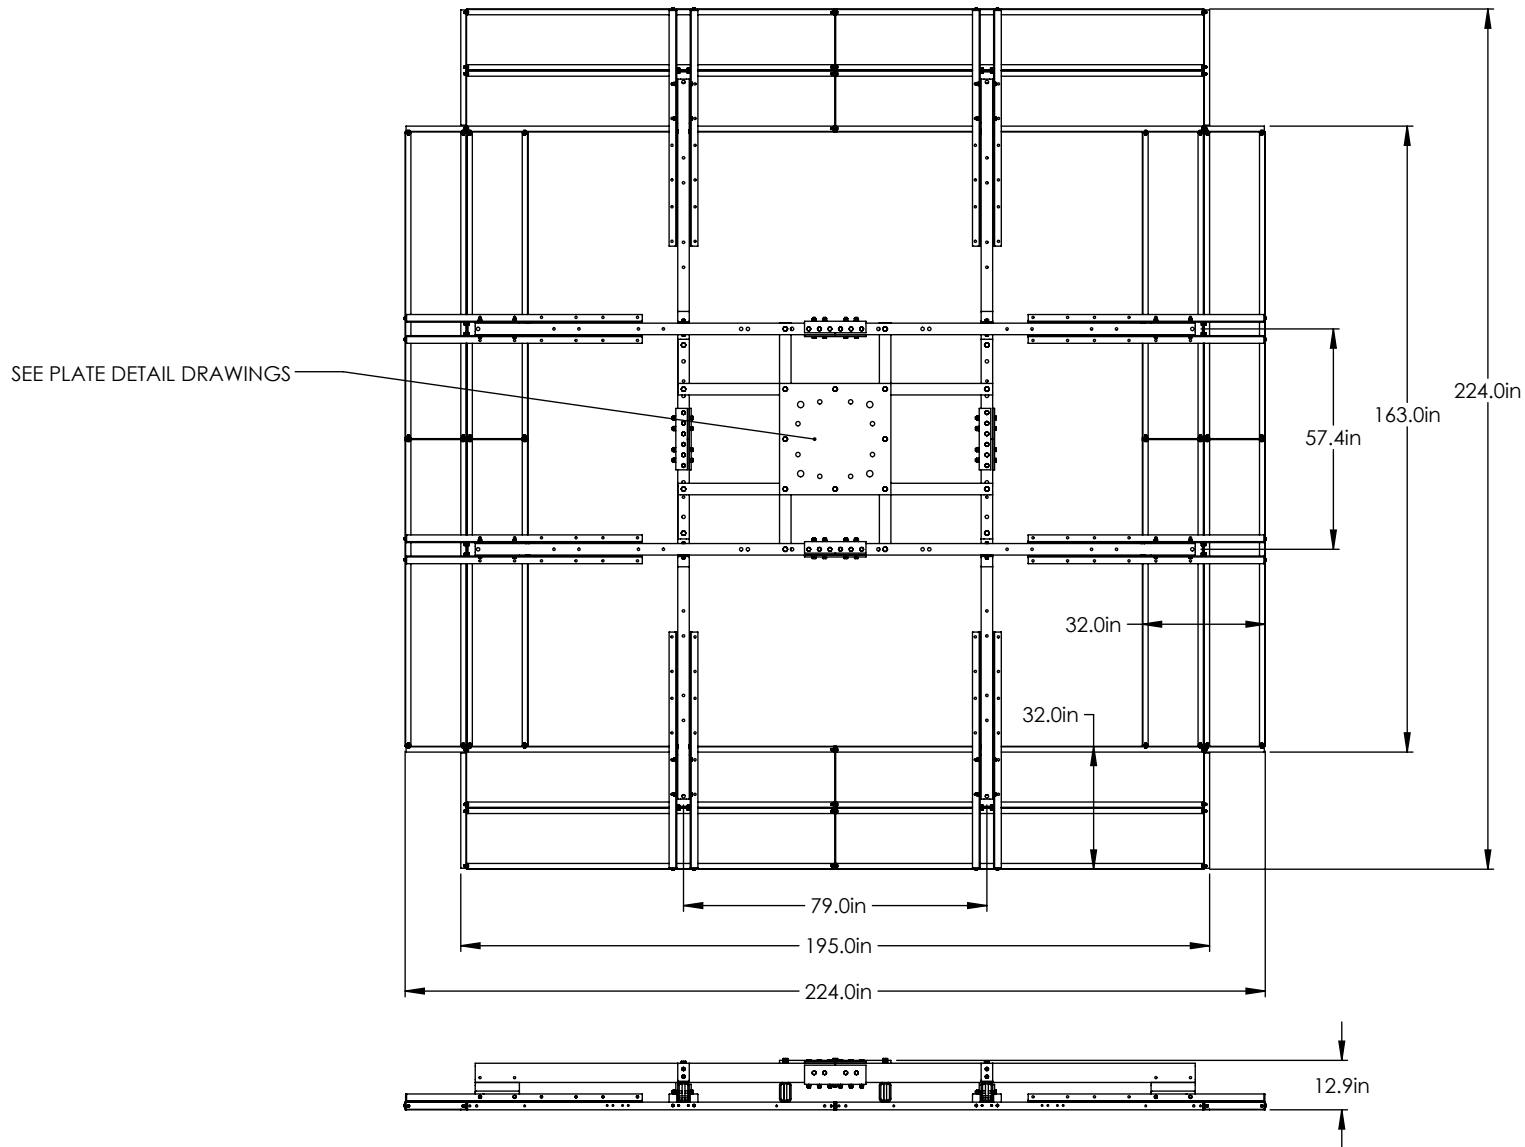 SEE PLATE DETAIL DRAWINGS
224.0in
163.0in
57.4in
32.0in
32.0in
79.0in
195.0in
224.0in
12.9in